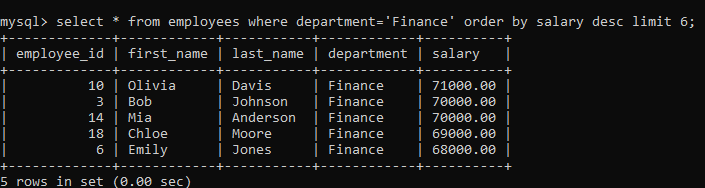 mysql> select * from employees where department='Finance' order by salary desc limit 6;
+-------------+------------+-----------+------------+----------+
| employee_id | first_name | last_name | department | salary   |
+-------------+------------+-----------+------------+----------+
|          10 | Olivia     | Davis     | Finance    | 71000.00 |
|           3 | Bob        | Johnson   | Finance    | 70000.00 |
|          14 | Mia        | Anderson  | Finance    | 70000.00 |
|          18 | Chloe      | Moore     | Finance    | 69000.00 |
|           6 | Emily      | Jones     | Finance    | 68000.00 |
+-------------+------------+-----------+------------+----------+
5 rows in set (0.00 sec)